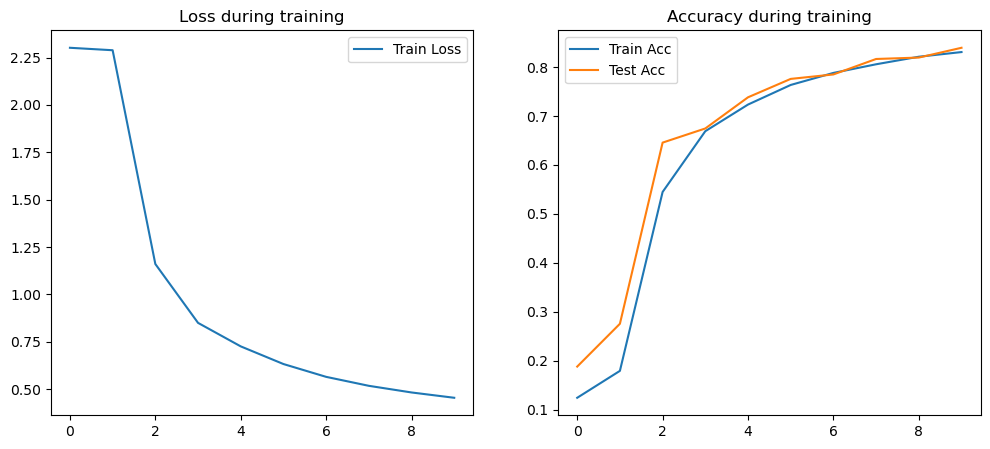 Loss during training
Train Loss
2.25
2.00
1.75
1.50
1.25
1.00
0.75
0.50
0 2 4 6 8
Accuracy during training
Train Acc
Test Acc
0.8
0.7
0.6
0.5
0.4
0.3
0.2
0.1
0 2 4 6 8